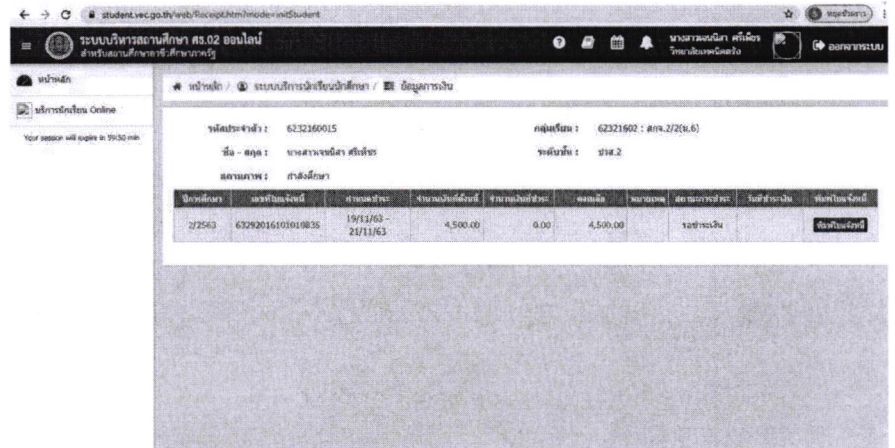 student.vec.go.th/web/Receipt.htm?mode=initStudent
ระบบบริหารสถานศึกษา ศธ.02 ออนไลน์
สำหรับสถานศึกษาอาชีวศึกษาภาครัฐ
ออกจากระบบ
หน้าหลัก
หน้าหลัก / ระบบบริการนักเรียนนักศึกษา / ข้อมูลการเงิน
บริการนักเรียน Online
Your session will expire in 59:50 min
รหัสประจำตัว : 6232160015 กลุ่มเรียน : 62321602 : สกจ.2/2(ม.6)
ชื่อ - สกุล : ระดับชั้น : ปวส.2
สถานภาพ : กำลังศึกษา
ปีการศึกษา เลขที่ใบแจ้งหนี้ กำหนดชำระ จำนวนเงินที่ตั้งหนี้ จำนวนเงินที่ชำระ คงเหลือ หมายเหตุ สถานะการชำระ วันที่ชำระเงิน พิมพ์ใบแจ้งหนี้
2/2563 63292016101010835 19/11/63 - 4,500.00 0.00 4,500.00 รอชำระเงิน พิมพ์ใบแจ้งหนี้
21/11/63